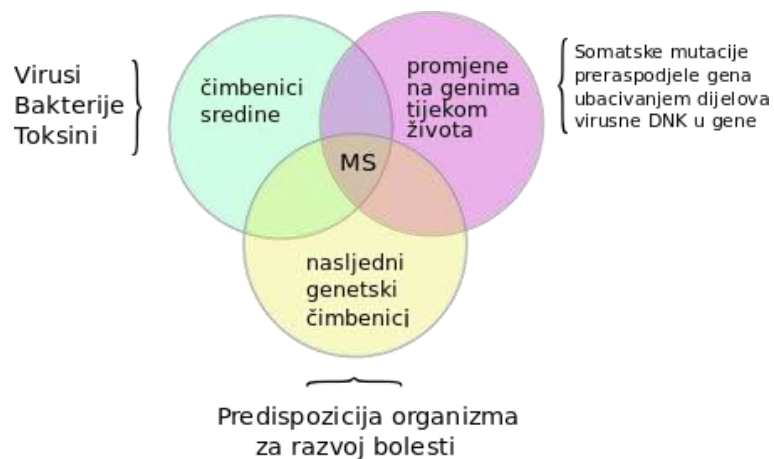 Virusi
Bakterije
Toksini
čimbenici
sredine
promjene
na genima
tijekom
života
Somatske mutacije
preraspodjele gena
ubacivanjem dijelova
virusne DNK u gene
MS
nasljedni
genetski
čimbenici
Predispozicija organizma
za razvoj bolesti